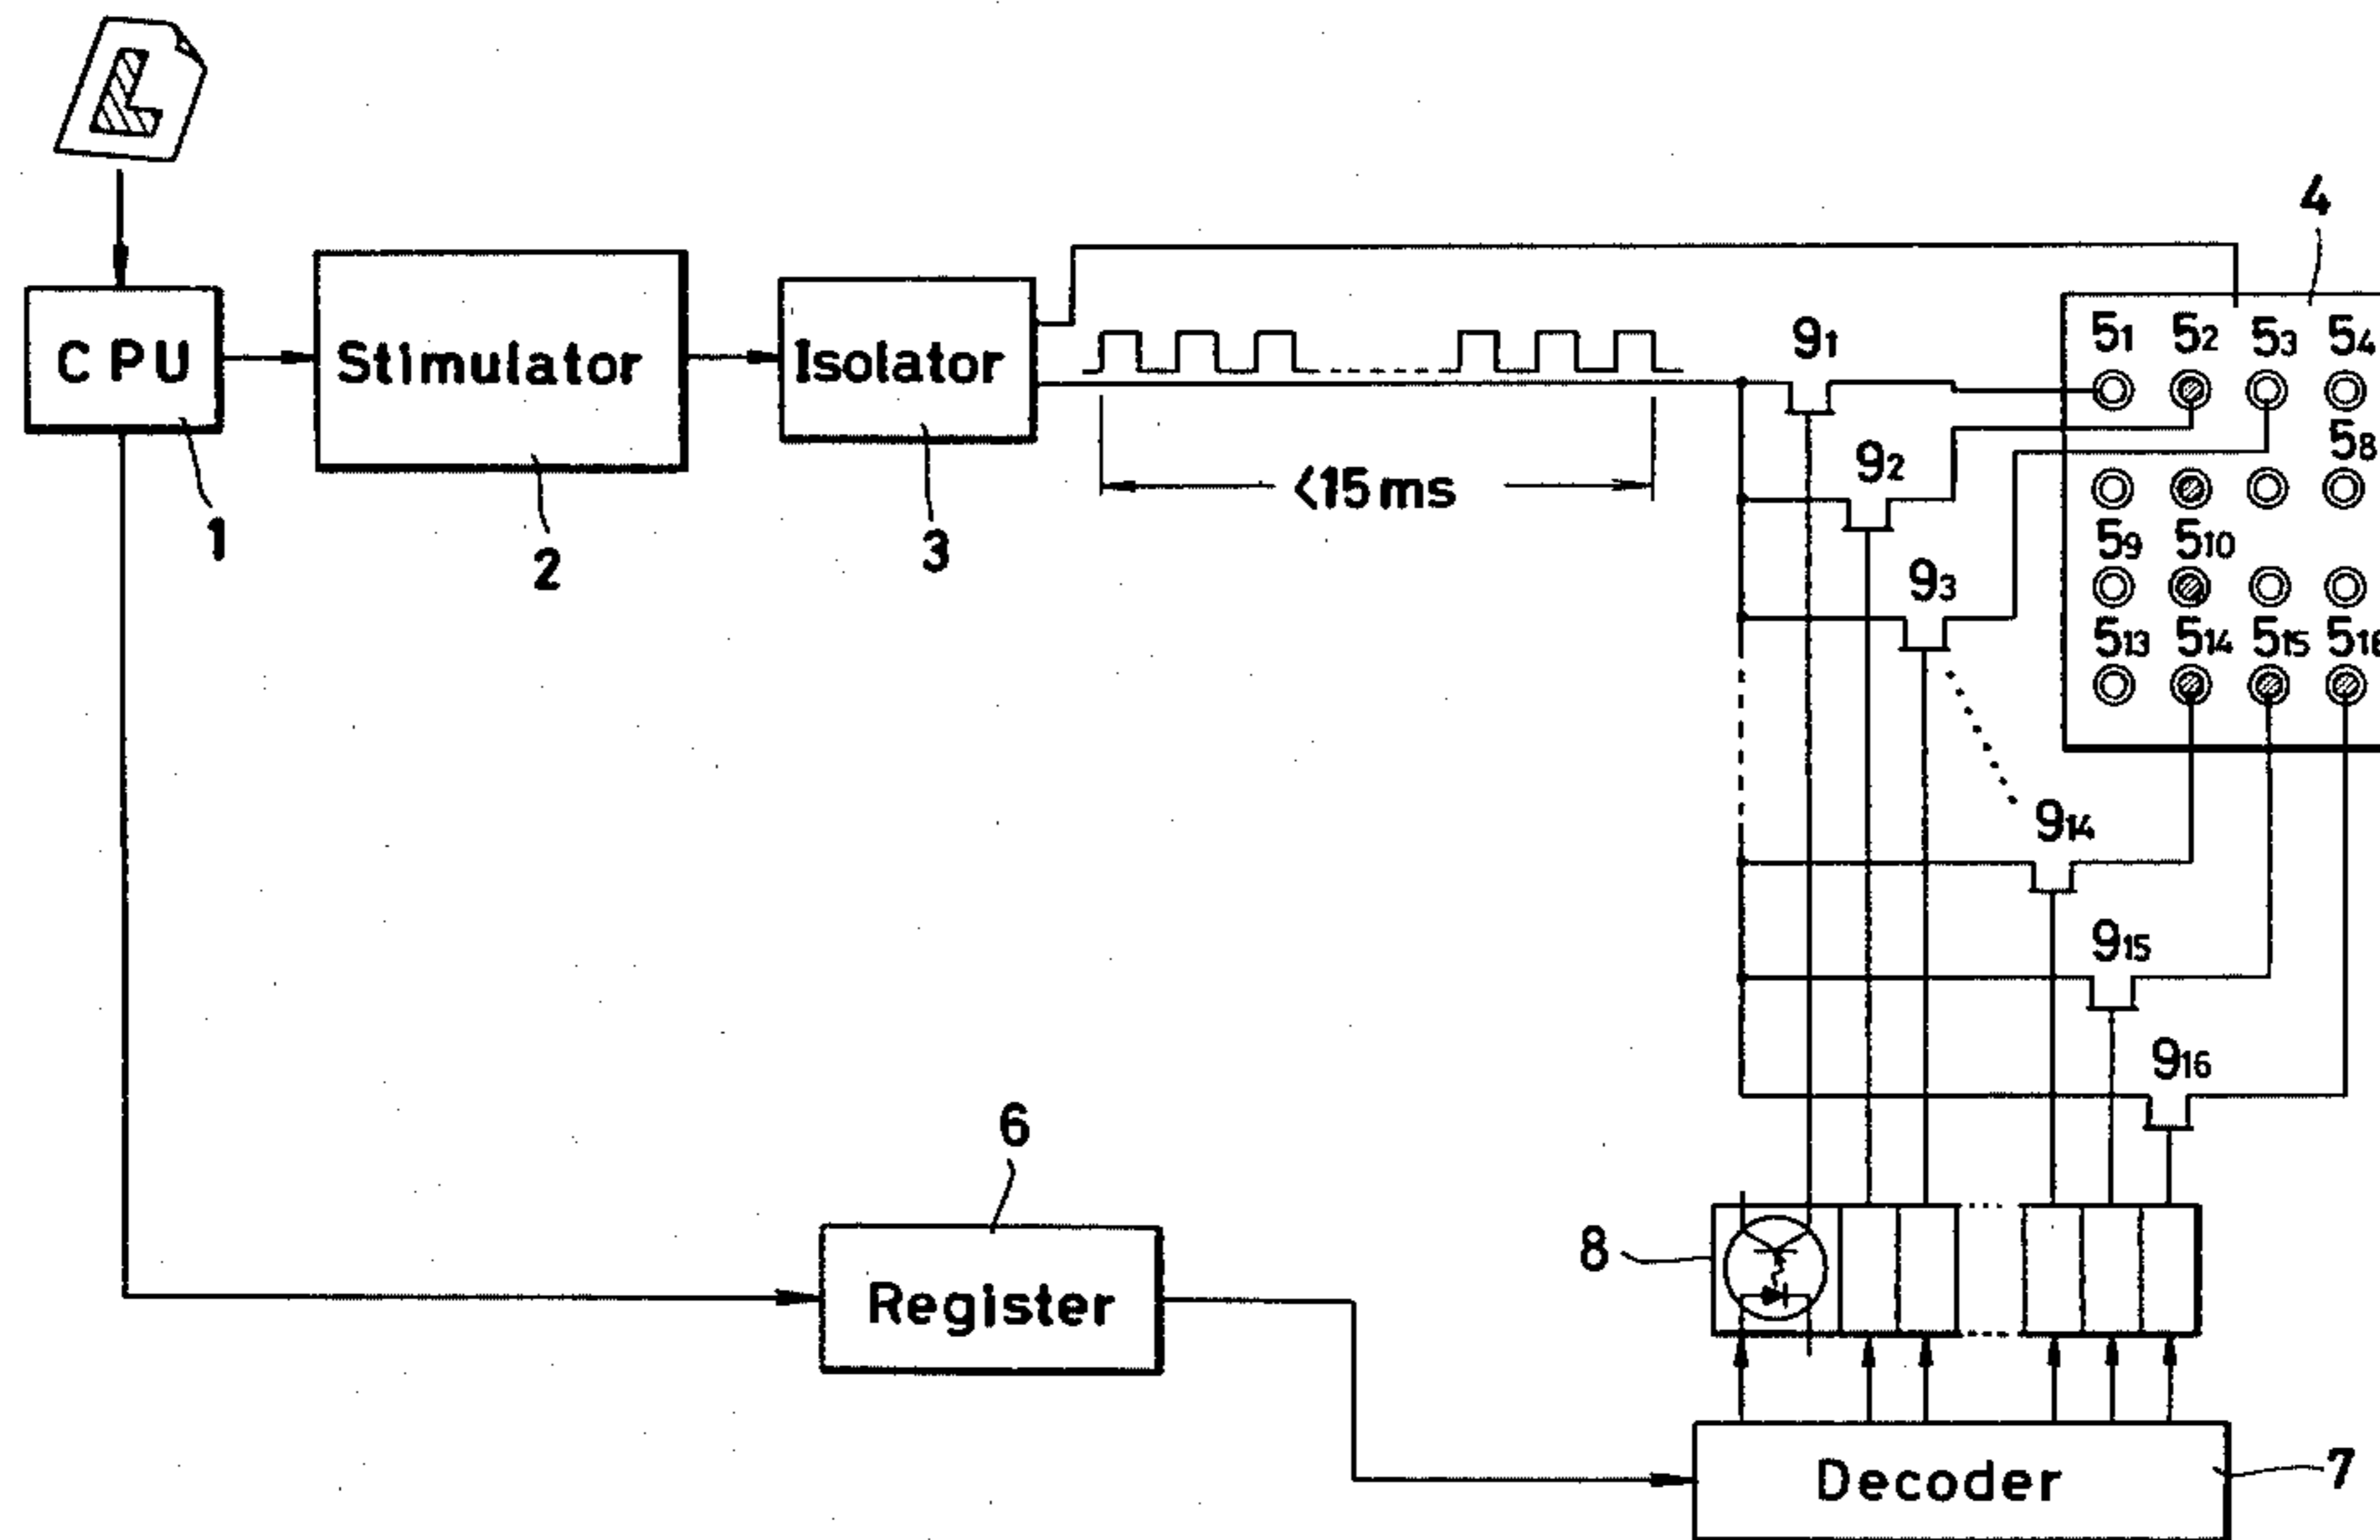 L
4
5₁ 5₂ 5₃ 5₄
CPU
Stimulator
Isolator
9₁
5₈
<15ms
9₂
1
2
3
5₉ 5₁₀
9₃
5₁₃ 5₁₄ 5₁₅ 5₁₆
9₁₄
9₁₅
9₁₆
6
8
Register
Decoder
7